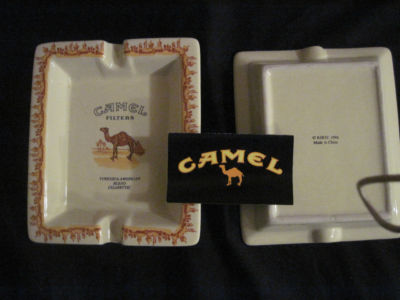 CAMEL
FILTERS
TURKISH & AMERICAN
BLEND
CIGARETTES
CAMEL
© RJRTC 1994
Made in China